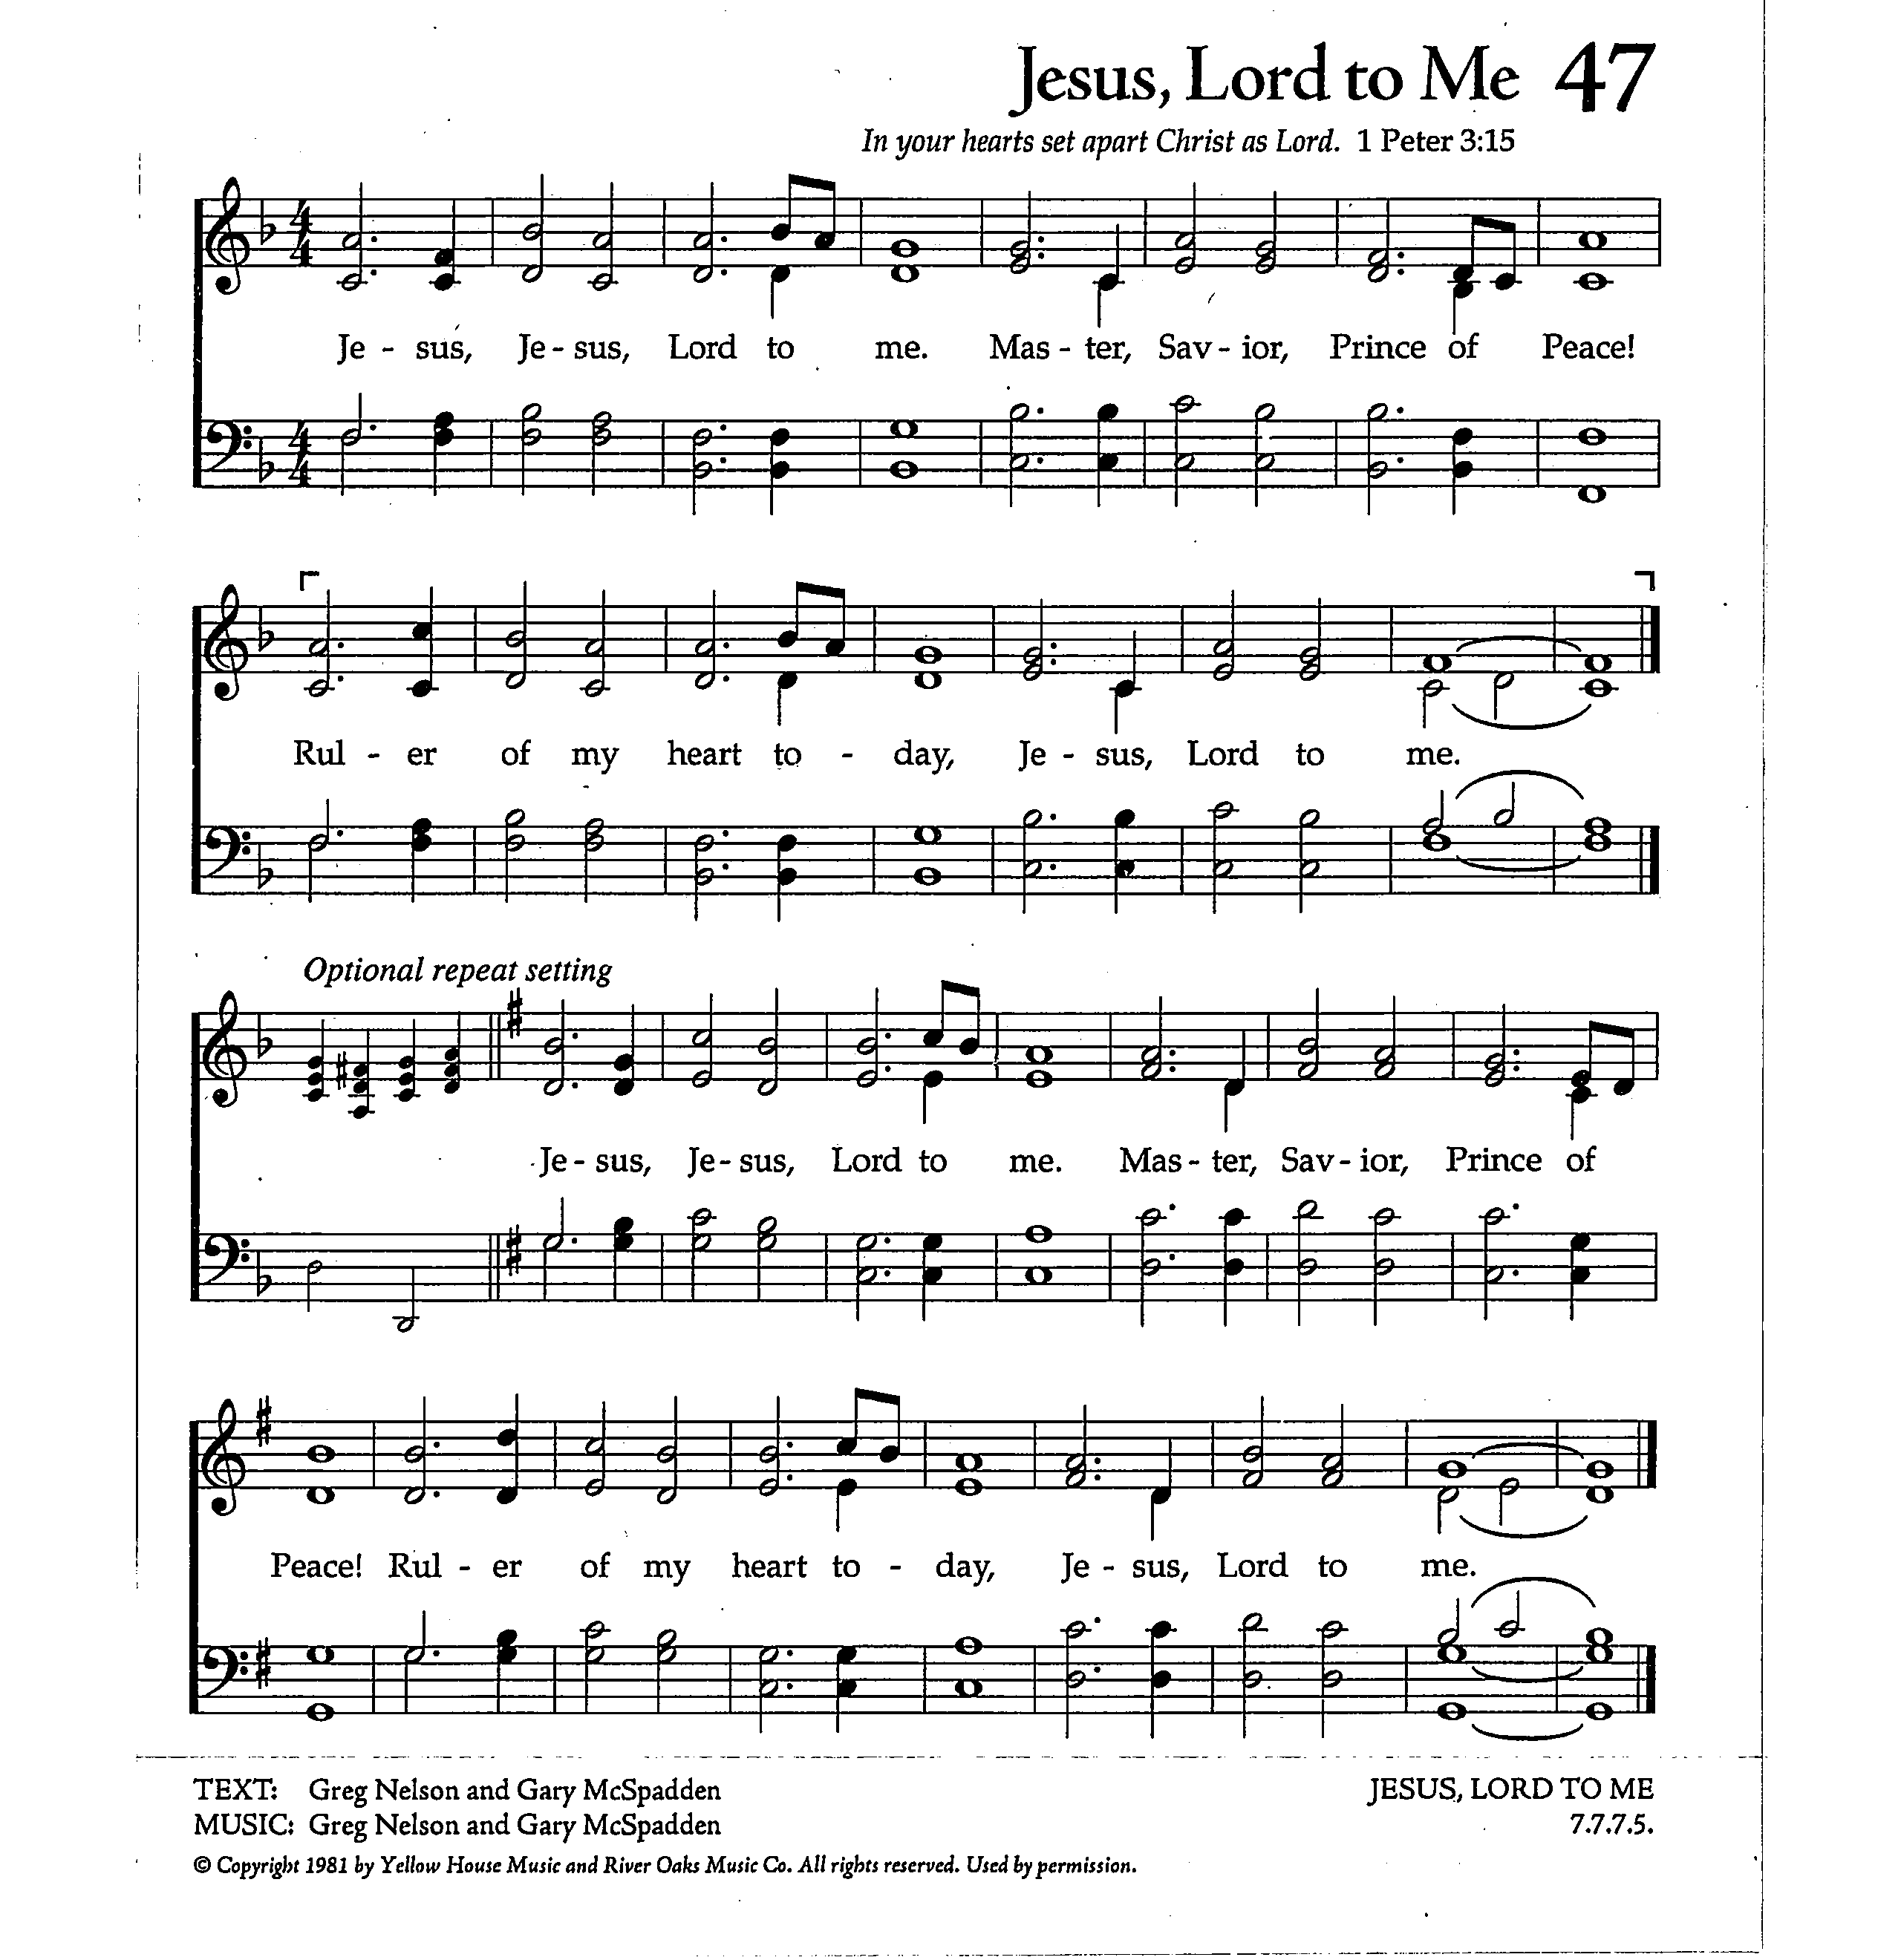 Jesus, Lord to Me 47
In your hearts set apart Christ as Lord. 1 Peter 3:15
Je - sus, Je - sus, Lord to me. Mas - ter, Sav - ior, Prince of Peace!
Rul - er of my heart to - day, Je - sus, Lord to me.
Optional repeat setting
Je - sus, Je - sus, Lord to me. Mas - ter, Sav - ior, Prince of
Peace! Rul - er of my heart to - day, Je - sus, Lord to me.
TEXT: Greg Nelson and Gary McSpadden JESUS, LORD TO ME
MUSIC: Greg Nelson and Gary McSpadden 7.7.7.5.
© Copyright 1981 by Yellow House Music and River Oaks Music Co. All rights reserved. Used by permission.